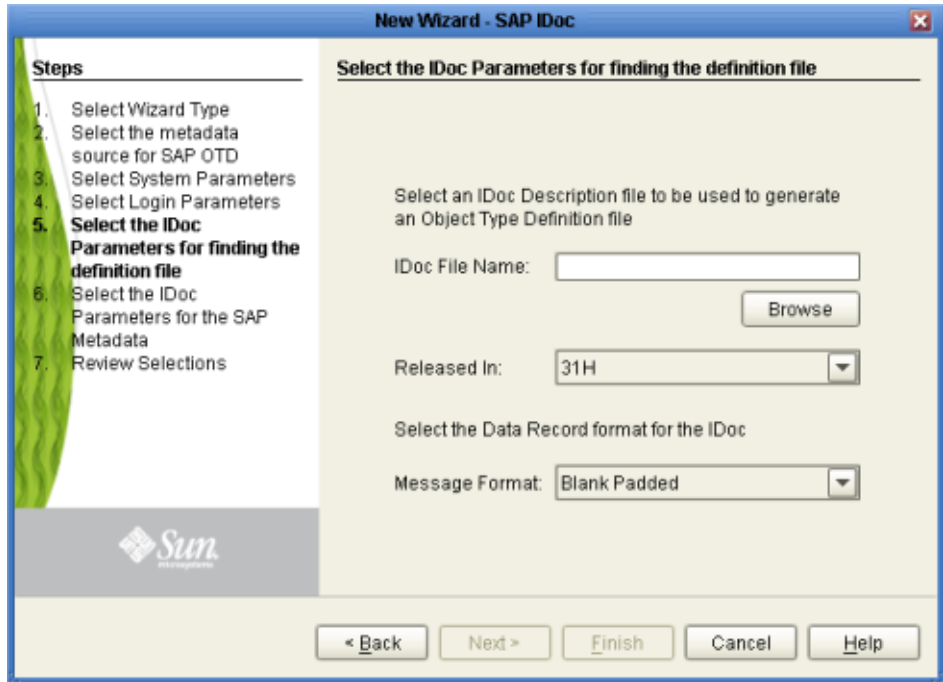 New Wizard - SAP IDoc
Steps
1. Select Wizard Type
2. Select the metadata
source for SAP OTD
3. Select System Parameters
4. Select Login Parameters
5. Select the IDoc
Parameters for finding the
definition file
6. Select the IDoc
Parameters for the SAP
Metadata
7. Review Selections
Sun
microsystems
Select the IDoc Parameters for finding the definition file
Select an IDoc Description file to be used to generate
an Object Type Definition file
IDoc File Name:
Browse
Released In: 31H
Select the Data Record format for the IDoc
Message Format: Blank Padded
< Back Next > Finish Cancel Help